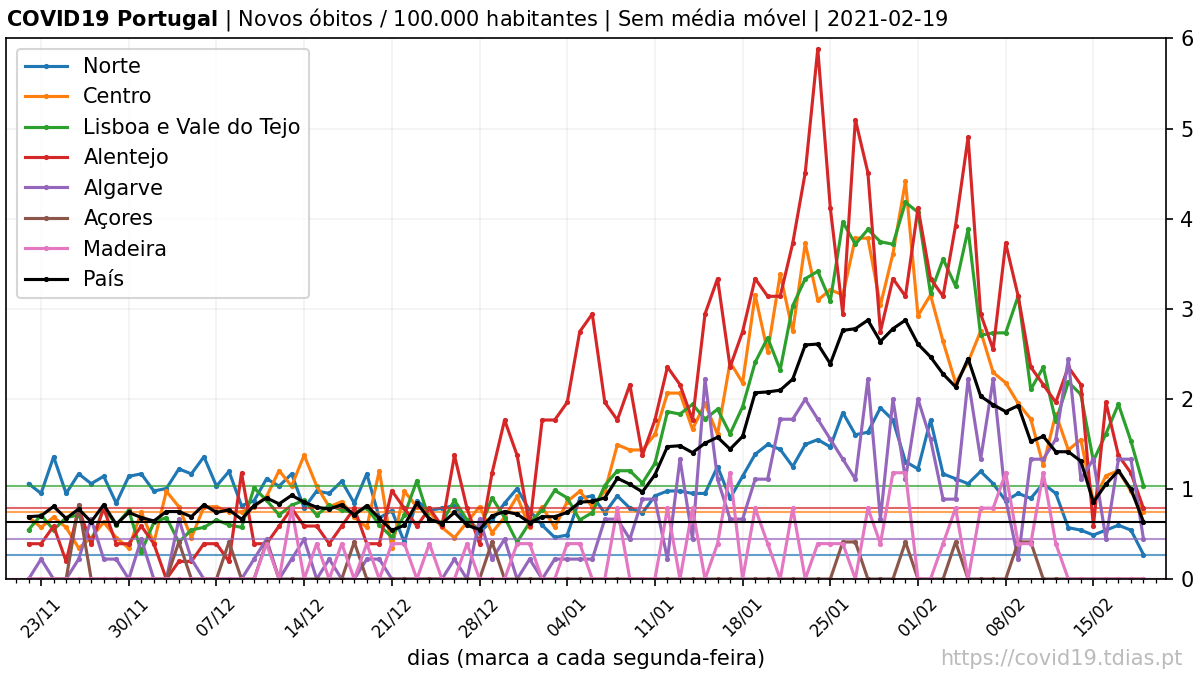 COVID19 Portugal | Novos óbitos / 100.000 habitantes | Sem média móvel | 2021-02-19
Norte
Centro
Lisboa e Vale do Tejo
Alentejo
Algarve
Açores
Madeira
País
6
5
4
3
2
1
0
23/11 30/11 07/12 14/12 21/12 28/12 04/01 11/01 18/01 25/01 01/02 08/02 15/02
dias (marca a cada segunda-feira)
https://covid19.tdias.pt